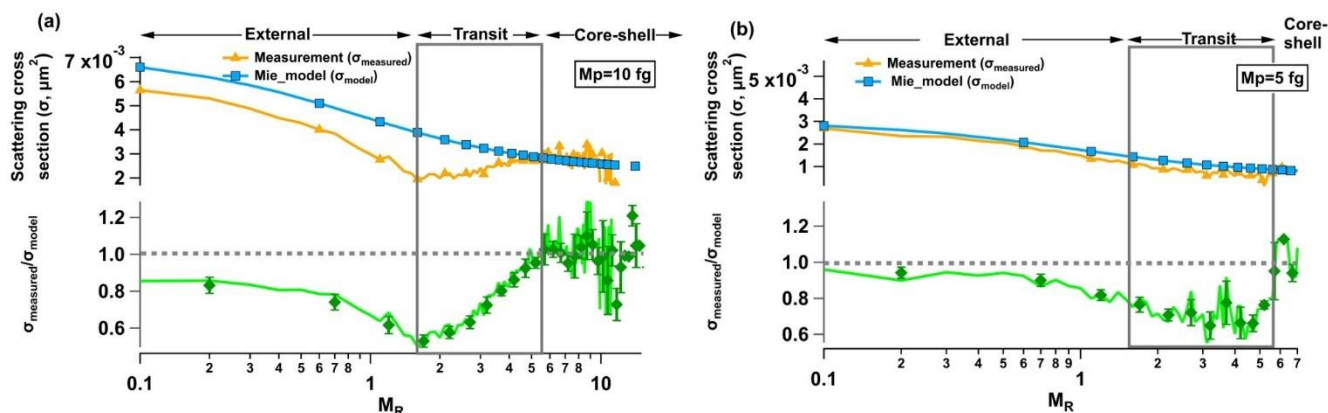 (a)
External Transit Core-shell
Measurement (σmeasured)
Mie_model (σmodel)
Mp=10 fg
7 x10⁻³
6
5
4
3
2
Scattering cross
section (σ, μm²)
1.2
1.0
0.8
0.6
σmeasured/σmodel
0.1 2 3 4 5 6 7 8 1 2 3 4 5 6 7 8 10
MR
(b)
Core-
shell
External Transit
Measurement (σmeasured)
Mie_model (σmodel)
Mp=5 fg
5 x10⁻³
4
3
2
1
Scattering cross
section (σ, μm²)
1.2
1.0
0.8
0.6
σmeasured/σmodel
0.1 2 3 4 5 6 7 8 9 1 2 3 4 5 6 7
MR